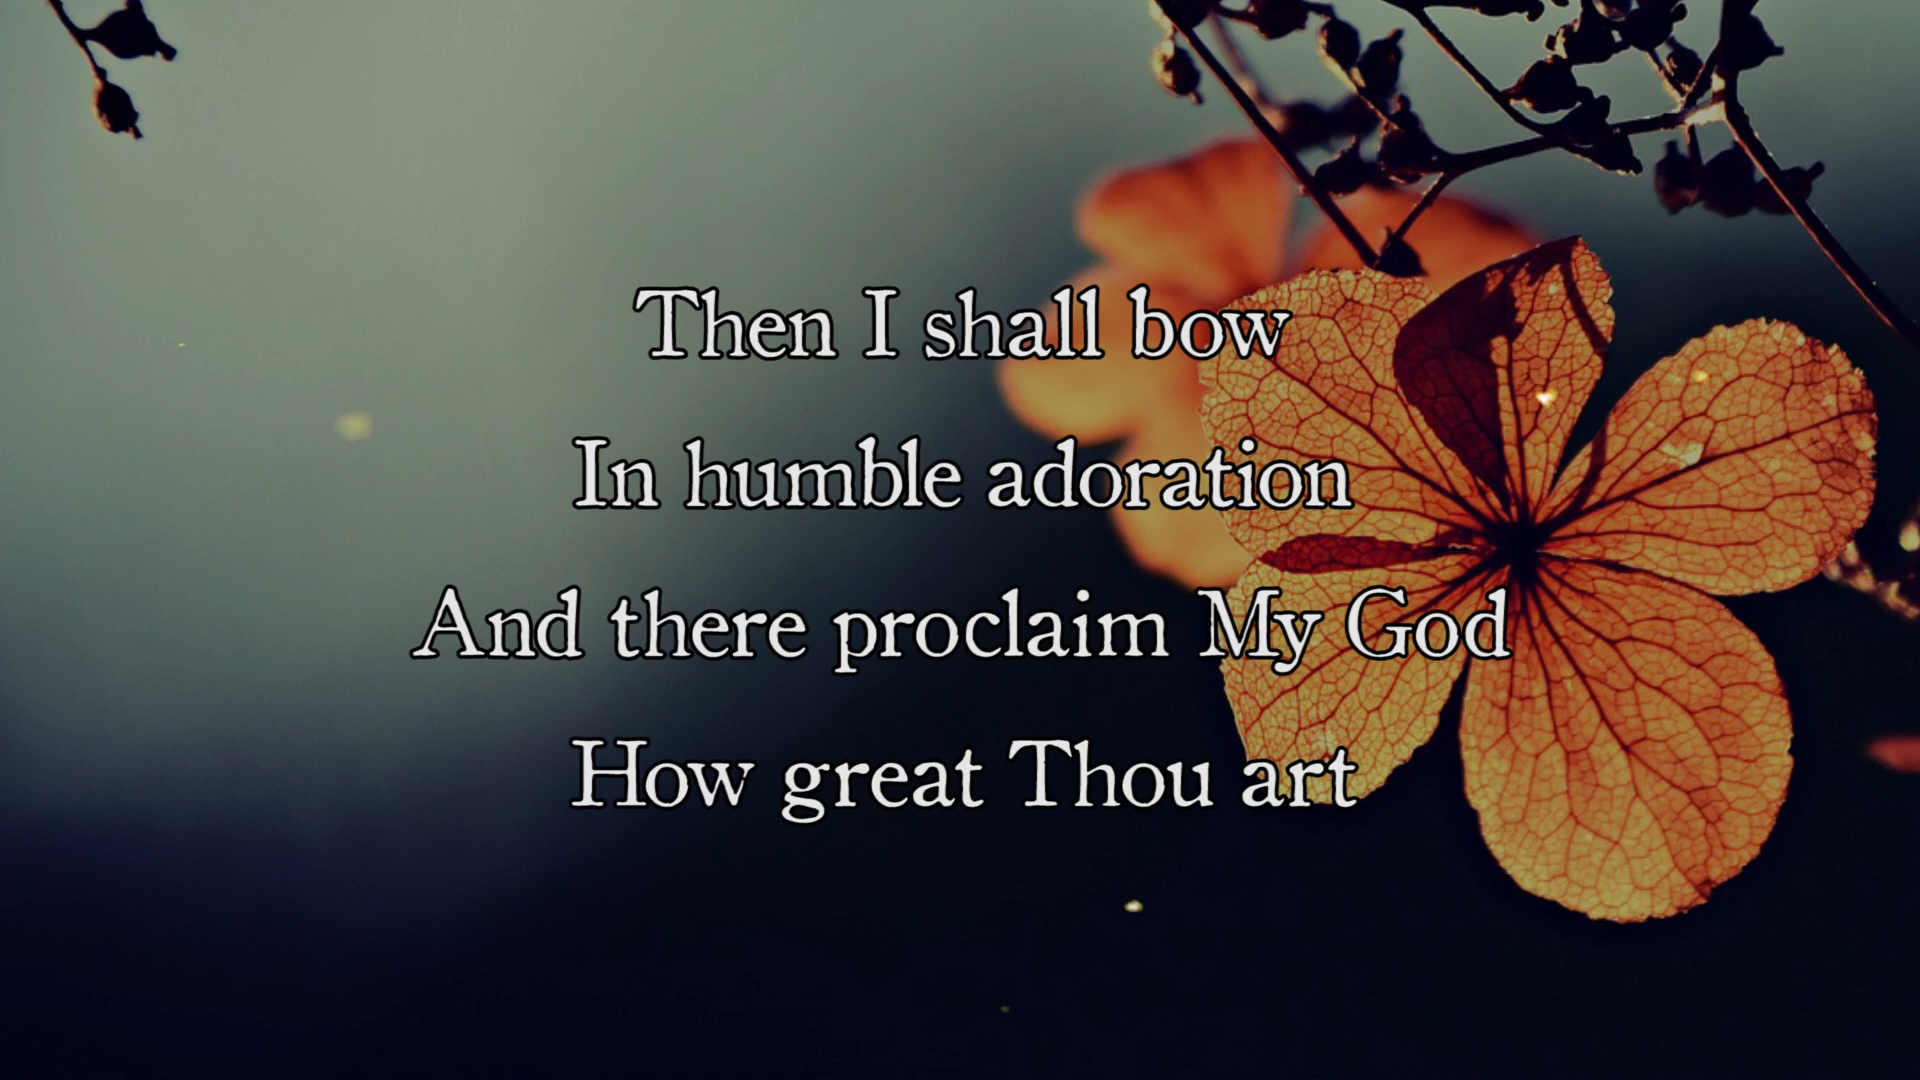 Then I shall bow
In humble adoration
And there proclaim My God
How great Thou art